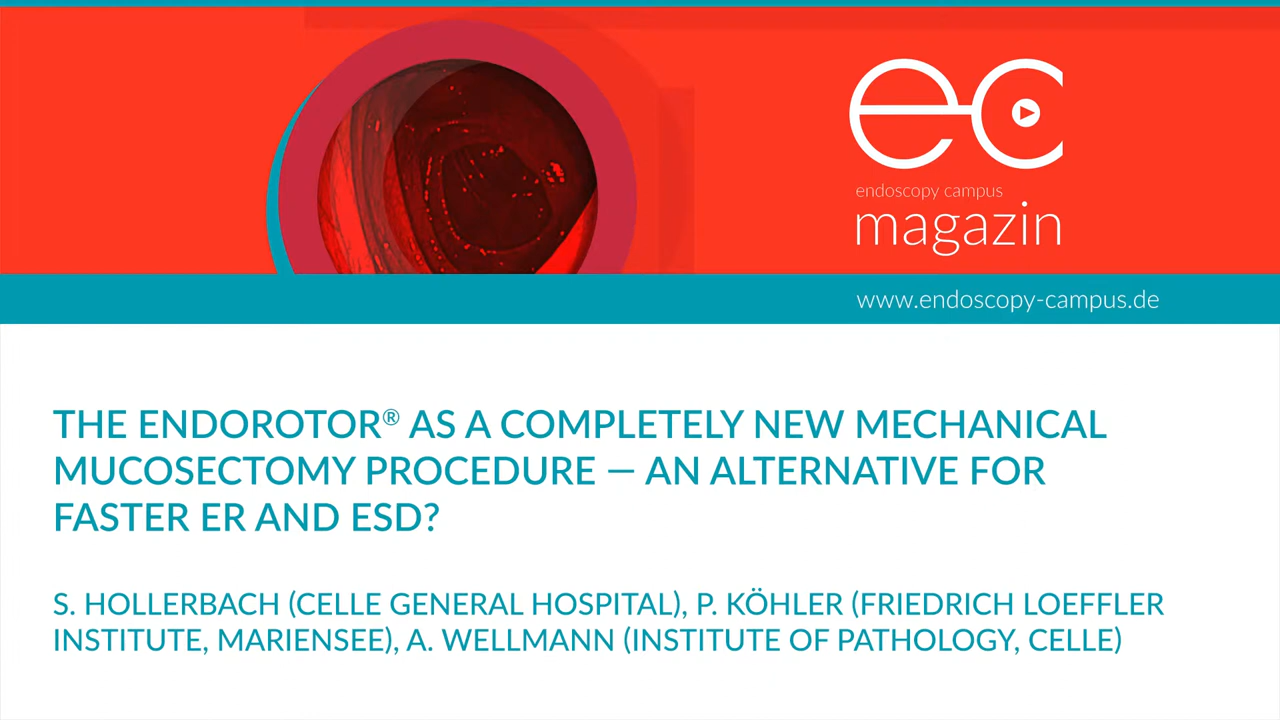 ec
endoscopy campus
magazin
www.endoscopy-campus.de
THE ENDOROTOR® AS A COMPLETELY NEW MECHANICAL
MUCOSECTOMY PROCEDURE — AN ALTERNATIVE FOR
FASTER ER AND ESD?
S. HOLLERBACH (CELLE GENERAL HOSPITAL), P. KÖHLER (FRIEDRICH LOEFFLER
INSTITUTE, MARIENSEE), A. WELLMANN (INSTITUTE OF PATHOLOGY, CELLE)